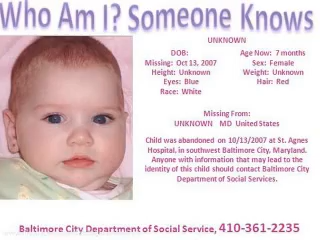 Who Am I? Someone Knows
UNKNOWN
DOB:
Missing: Oct 13, 2007
Height: Unknown
Eyes: Blue
Race: White
Age Now: 7 months
Sex: Female
Weight: Unknown
Hair: Red
Missing From:
UNKNOWN MD United States
Child was abandoned on 10/13/2007 at St. Agnes
Hospital, in southwest Baltimore City, Maryland.
Anyone with information that may lead to the
identity of this child should contact Baltimore City
Department of Social Services.
Baltimore City Department of Social Service, 410-361-2235